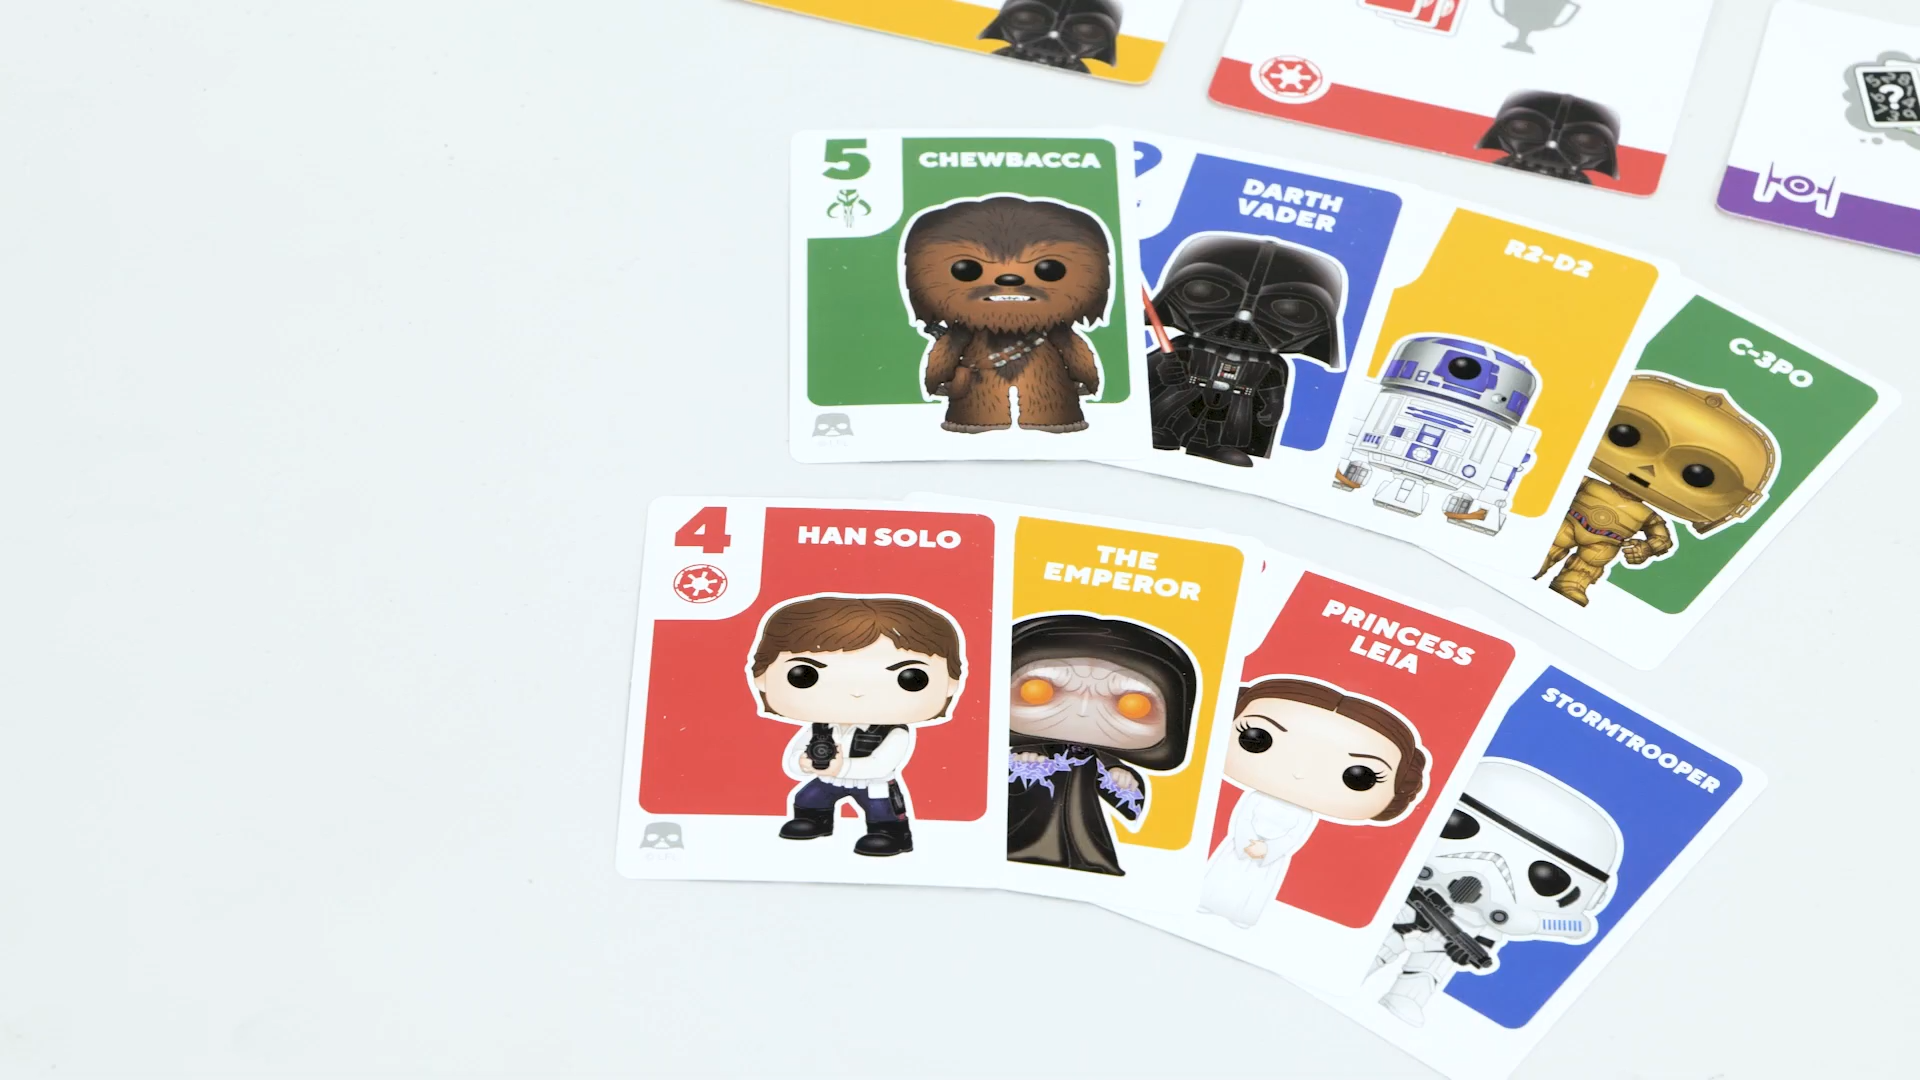 5
CHEWBACCA
DARTH
VADER
R2-D2
C-3PO
4
HAN SOLO
THE
EMPEROR
PRINCESS
LEIA
STORMTROOPER
?